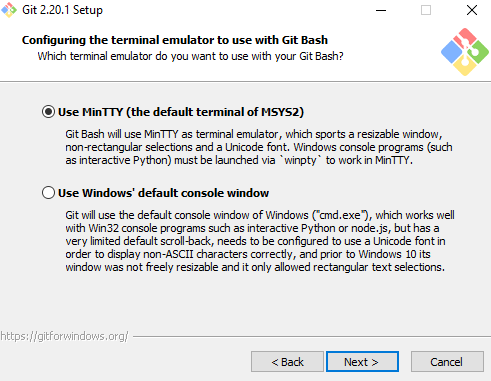 Git 2.20.1 Setup
Configuring the terminal emulator to use with Git Bash
Which terminal emulator do you want to use with your Git Bash?
Use MinTTY (the default terminal of MSYS2)
Git Bash will use MinTTY as terminal emulator, which sports a resizable window,
non-rectangular selections and a Unicode font. Windows console programs (such
as interactive Python) must be launched via `winpty` to work in MinTTY.
Use Windows' default console window
Git will use the default console window of Windows ("cmd.exe"), which works well
with Win32 console programs such as interactive Python or node.js, but has a
very limited default scroll-back, needs to be configured to use a Unicode font in
order to display non-ASCII characters correctly, and prior to Windows 10 its
window was not freely resizable and it only allowed rectangular text selections.
https://gitforwindows.org/
< Back
Next >
Cancel